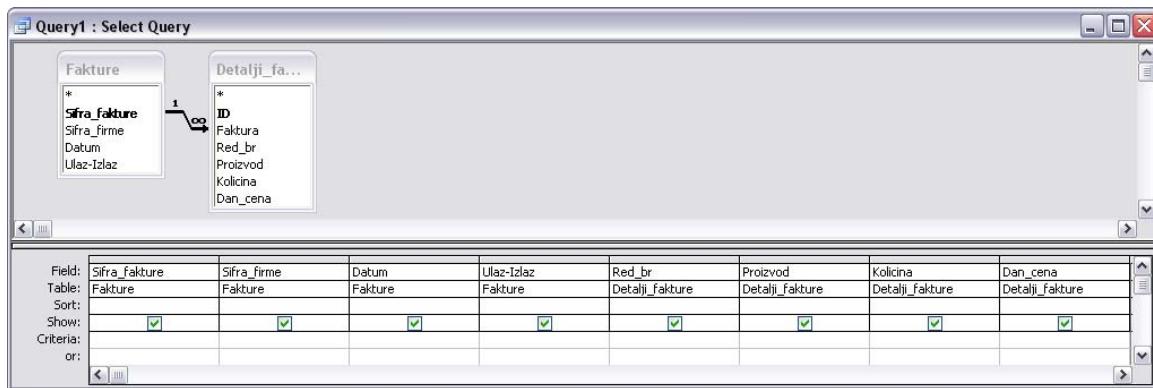 Query1 : Select Query
Fakture
*
Sifra_fakture
Sifra_firme
Datum
Ulaz-Izlaz
1
∞
Detalji_fa...
*
ID
Faktura
Red_br
Proizvod
Kolicina
Dan_cena
Field: Sifra_fakture Sifra_firme Datum Ulaz-Izlaz Red_br Proizvod Kolicina Dan_cena
Table: Fakture Fakture Fakture Fakture Detalji_fakture Detalji_fakture Detalji_fakture Detalji_fakture
Sort:
Show:
Criteria:
or: